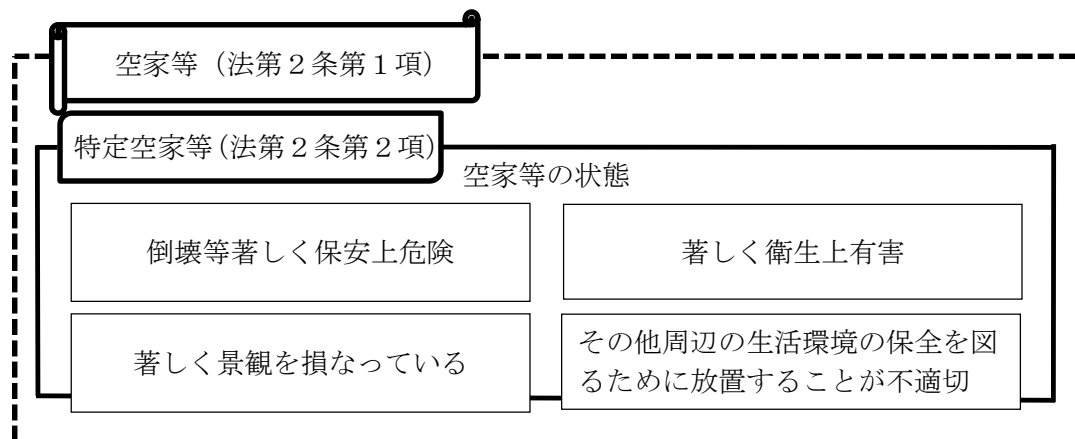 空家等（法第２条第１項）
特定空家等（法第２条第２項）
空家等の状態
倒壊等著しく保安上危険
著しく衛生上有害
著しく景観を損なっている
その他周辺の生活環境の保全を図
るために放置することが不適切